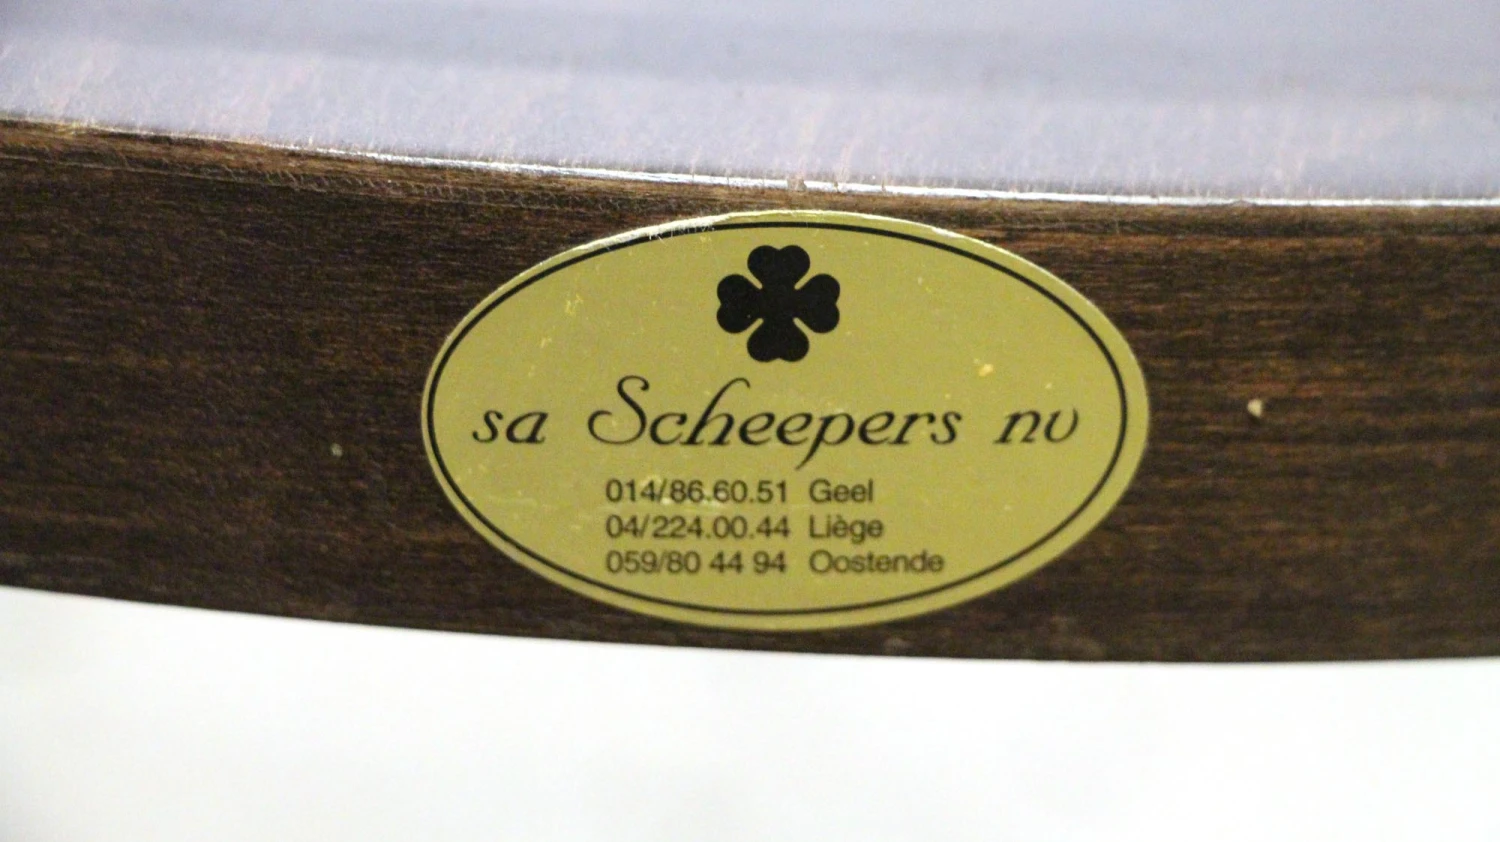 sa Scheepers nv
014/86.60.51 Geel
04/224.00.44 Liège
059/80 44 94 Oostende